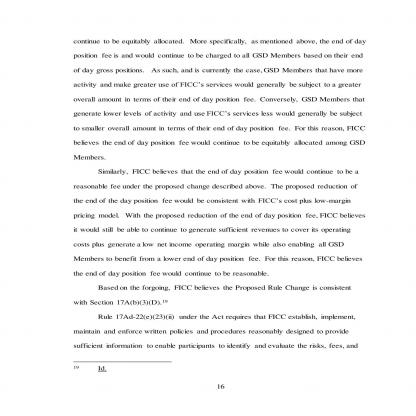 continue to be equitably allocated. More specifically, as mentioned above, the end of day
position fee is and would continue to be charged to all GSD Members based on their end
of day gross positions. As such, and is currently the case, GSD Members that have more
activity and make greater use of FICC's services would generally be subject to a greater
overall amount in terms of their end of day position fee. Conversely, GSD Members that
generate lower levels of activity and use FICC's services less would generally be subject
to smaller overall amount in terms of their end of day position fee. For this reason, FICC
believes the end of day position fee would continue to be equitably allocated among GSD
Members.
Similarly, FICC believes that the end of day position fee would continue to be a
reasonable fee under the proposed change described above. The proposed reduction of
the end of the day position fee would be consistent with FICC's cost plus low-margin
pricing model. With the proposed reduction of the end of day position fee, FICC believes
it would still be able to continue to generate sufficient revenues to cover its operating
costs plus generate a low net income operating margin while also enabling all GSD
Members to benefit from a lower end of day position fee. For this reason, FICC believes
the end of day position fee would continue to be reasonable.
Based on the forgoing, FICC believes the Proposed Rule Change is consistent
with Section 17A(b)(3)(D).19
Rule 17Ad-22(e)(23)(ii) under the Act requires that FICC establish, implement,
maintain and enforce written policies and procedures reasonably designed to provide
sufficient information to enable participants to identify and evaluate the risks, fees, and
19 Id.
16